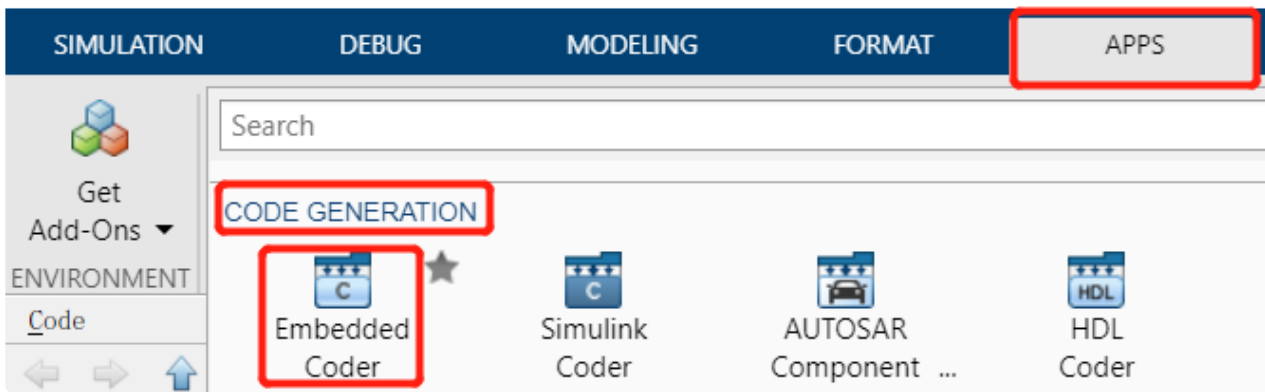 SIMULATION DEBUG MODELING FORMAT APPS
Get
Add-Ons
ENVIRONMENT
Code
Search
CODE GENERATION
C C HDL
Embedded Simulink AUTOSAR HDL
Coder Coder Component ... Coder